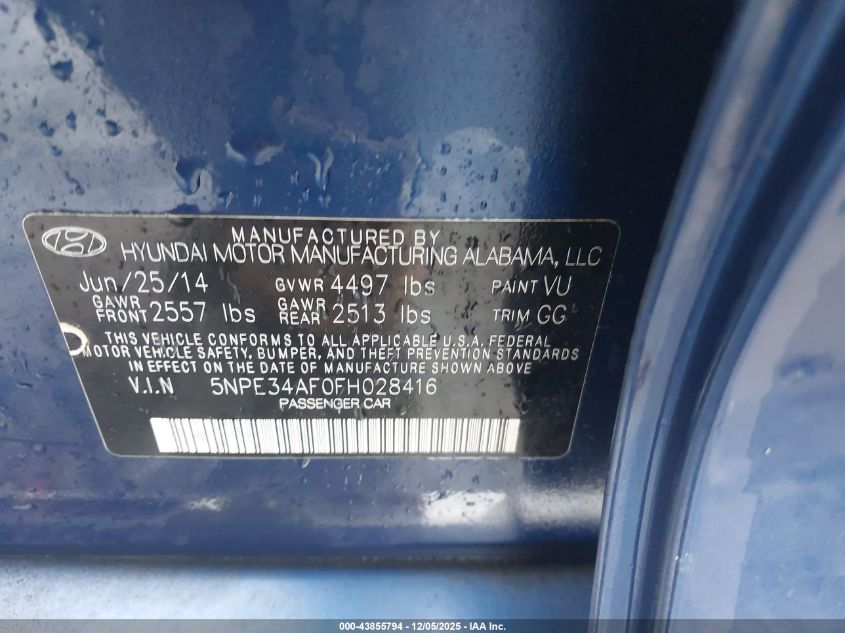 MANUFACTURED BY
HYUNDAI MOTOR MANUFACTURING ALABAMA, LLC
Jun/25/14 GVWR 4497 lbs PAINT VU
GAWR FRONT 2557 lbs GAWR REAR 2513 lbs TRIM GG
THIS VEHICLE CONFORMS TO ALL APPLICABLE U.S.A. FEDERAL
MOTOR VEHICLE SAFETY, BUMPER, AND THEFT PREVENTION STANDARDS
IN EFFECT ON THE DATE OF MANUFACTURE SHOWN ABOVE
V.I.N 5NPE34AF0FH028416
PASSENGER CAR
000-43855794 - 12/05/2025 - IAA Inc.